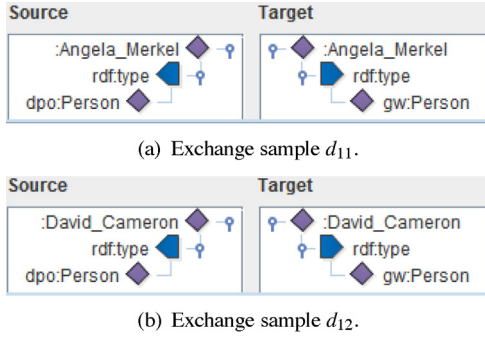 Source Target
:Angela_Merkel :Angela_Merkel
rdf:type rdf:type
dpo:Person gw:Person
(a) Exchange sample d11.
Source Target
:David_Cameron :David_Cameron
rdf:type rdf:type
dpo:Person gw:Person
(b) Exchange sample d12.